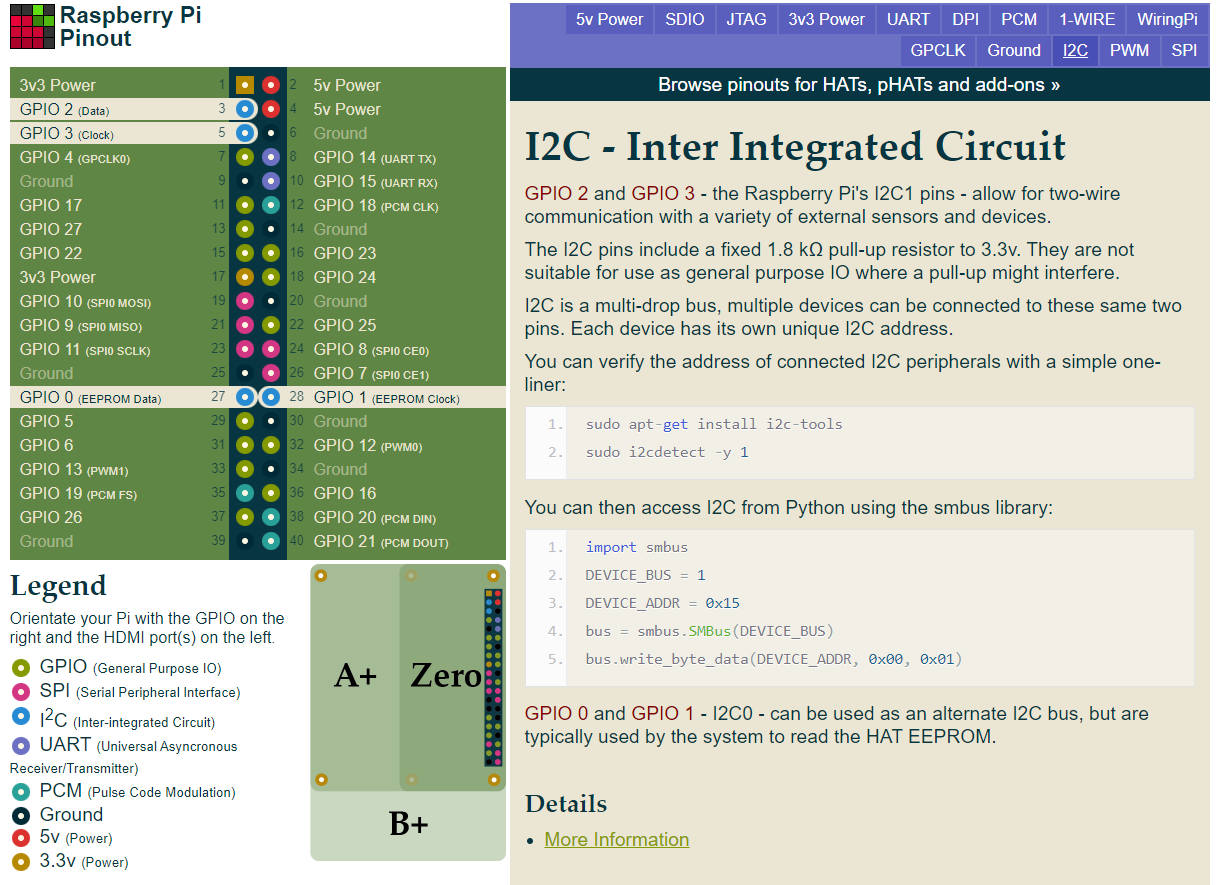 Raspberry Pi
Pinout
3v3 Power 1 2 5v Power
GPIO 2 (Data) 3 4 5v Power
GPIO 3 (Clock) 5 6 Ground
GPIO 4 (GPCLK0) 7 8 GPIO 14 (UART TX)
Ground 9 10 GPIO 15 (UART RX)
GPIO 17 11 12 GPIO 18 (PCM CLK)
GPIO 27 13 14 Ground
GPIO 22 15 16 GPIO 23
3v3 Power 17 18 GPIO 24
GPIO 10 (SPI0 MOSI) 19 20 Ground
GPIO 9 (SPI0 MISO) 21 22 GPIO 25
GPIO 11 (SPI0 SCLK) 23 24 GPIO 8 (SPI0 CE0)
Ground 25 26 GPIO 7 (SPI0 CE1)
GPIO 0 (EEPROM Data) 27 28 GPIO 1 (EEPROM Clock)
GPIO 5 29 30 Ground
GPIO 6 31 32 GPIO 12 (PWM0)
GPIO 13 (PWM1) 33 34 Ground
GPIO 19 (PCM FS) 35 36 GPIO 16
GPIO 26 37 38 GPIO 20 (PCM DIN)
Ground 39 40 GPIO 21 (PCM DOUT)
Legend
Orientate your Pi with the GPIO on the
right and the HDMI port(s) on the left.
GPIO (General Purpose IO)
SPI (Serial Peripheral Interface)
I2C (Inter-integrated Circuit)
UART (Universal Asyncronous
Receiver/Transmitter)
PCM (Pulse Code Modulation)
Ground
5v (Power)
3.3v (Power)
A+ Zero
B+
5v Power SDIO JTAG 3v3 Power UART DPI PCM 1-WIRE WiringPi
GPCLK Ground I2C PWM SPI
Browse pinouts for HATs, pHATs and add-ons »
I2C - Inter Integrated Circuit
GPIO 2 and GPIO 3 - the Raspberry Pi's I2C1 pins - allow for two-wire
communication with a variety of external sensors and devices.
The I2C pins include a fixed 1.8 kΩ pull-up resistor to 3.3v. They are not
suitable for use as general purpose IO where a pull-up might interfere.
I2C is a multi-drop bus, multiple devices can be connected to these same two
pins. Each device has its own unique I2C address.
You can verify the address of connected I2C peripherals with a simple one-
liner:
1. sudo apt-get install i2c-tools
2. sudo i2cdetect -y 1
You can then access I2C from Python using the smbus library:
1. import smbus
2. DEVICE_BUS = 1
3. DEVICE_ADDR = 0x15
4. bus = smbus.SMBus(DEVICE_BUS)
5. bus.write_byte_data(DEVICE_ADDR, 0x00, 0x01)
GPIO 0 and GPIO 1 - I2C0 - can be used as an alternate I2C bus, but are
typically used by the system to read the HAT EEPROM.
Details
• More Information